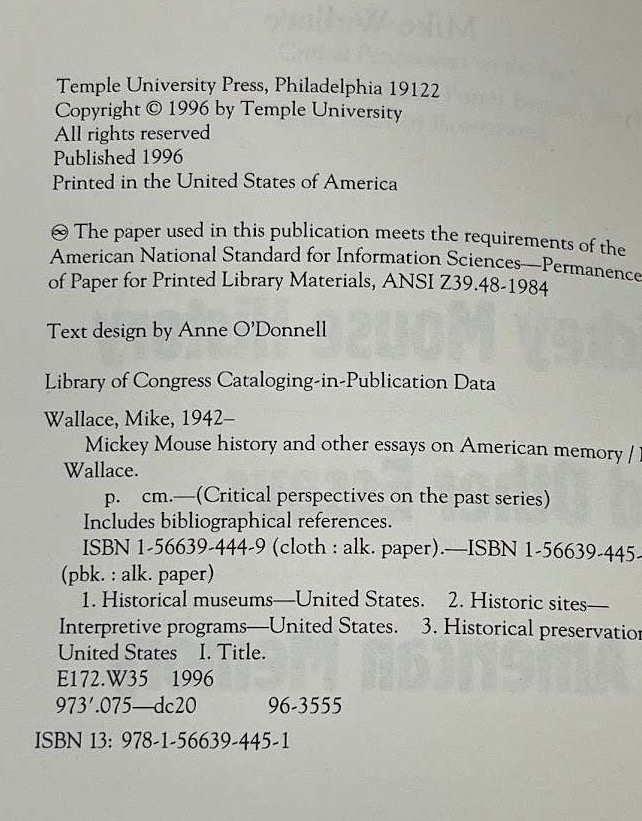 Temple University Press, Philadelphia 19122
Copyright © 1996 by Temple University
All rights reserved
Published 1996
Printed in the United States of America
♾ The paper used in this publication meets the requirements of the
American National Standard for Information Sciences—Permanence
of Paper for Printed Library Materials, ANSI Z39.48-1984
Text design by Anne O'Donnell
Library of Congress Cataloging-in-Publication Data
Wallace, Mike, 1942–
Mickey Mouse history and other essays on American memory /
Wallace.
p. cm.—(Critical perspectives on the past series)
Includes bibliographical references.
ISBN 1-56639-444-9 (cloth : alk. paper).—ISBN 1-56639-445-
(pbk. : alk. paper)
1. Historical museums—United States. 2. Historic sites—
Interpretive programs—United States. 3. Historical preservation
United States I. Title.
E172.W35 1996
973'.075—dc20 96-3555
ISBN 13: 978-1-56639-445-1